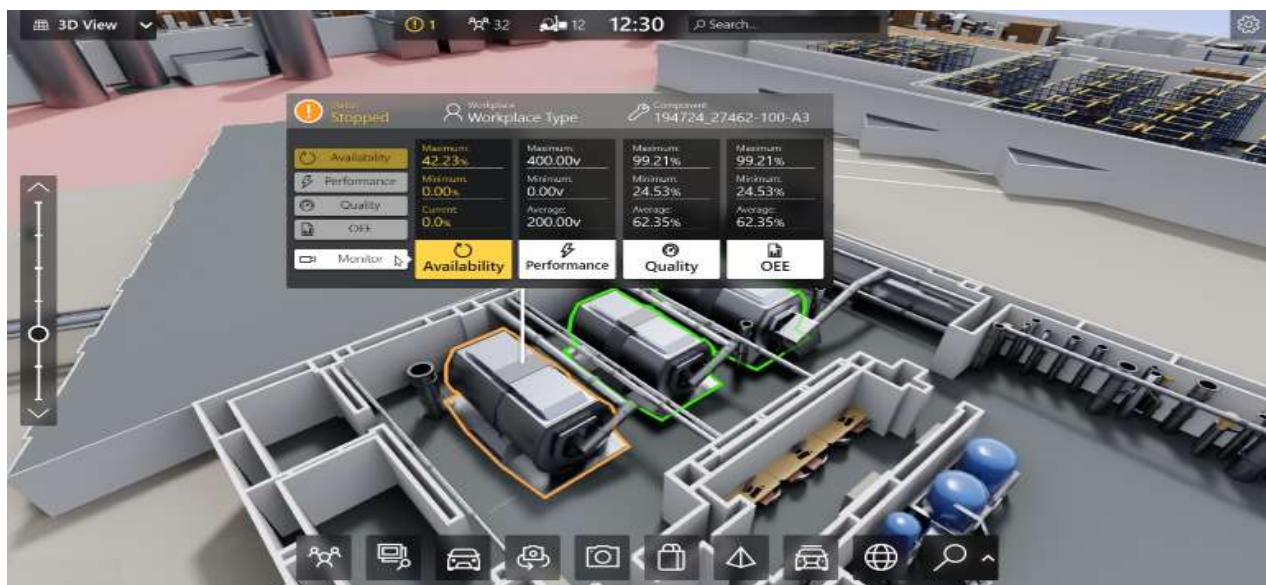 3D View
1
32
12
12:30
Search...
Status:
Stopped
Workplace
Workplace Type
Component
194724_27462-100-A3
Availability
Performance
Quality
OEE
Monitor
Maximum:
42.23%
Minimum:
0.00%
Current:
0.0%
Availability
Maximum:
400.00v
Minimum:
0.00v
Average:
200.00v
Performance
Maximum:
99.21%
Minimum:
24.53%
Average:
62.35%
Quality
Maximum:
99.21%
Minimum:
24.53%
Average:
62.35%
OEE